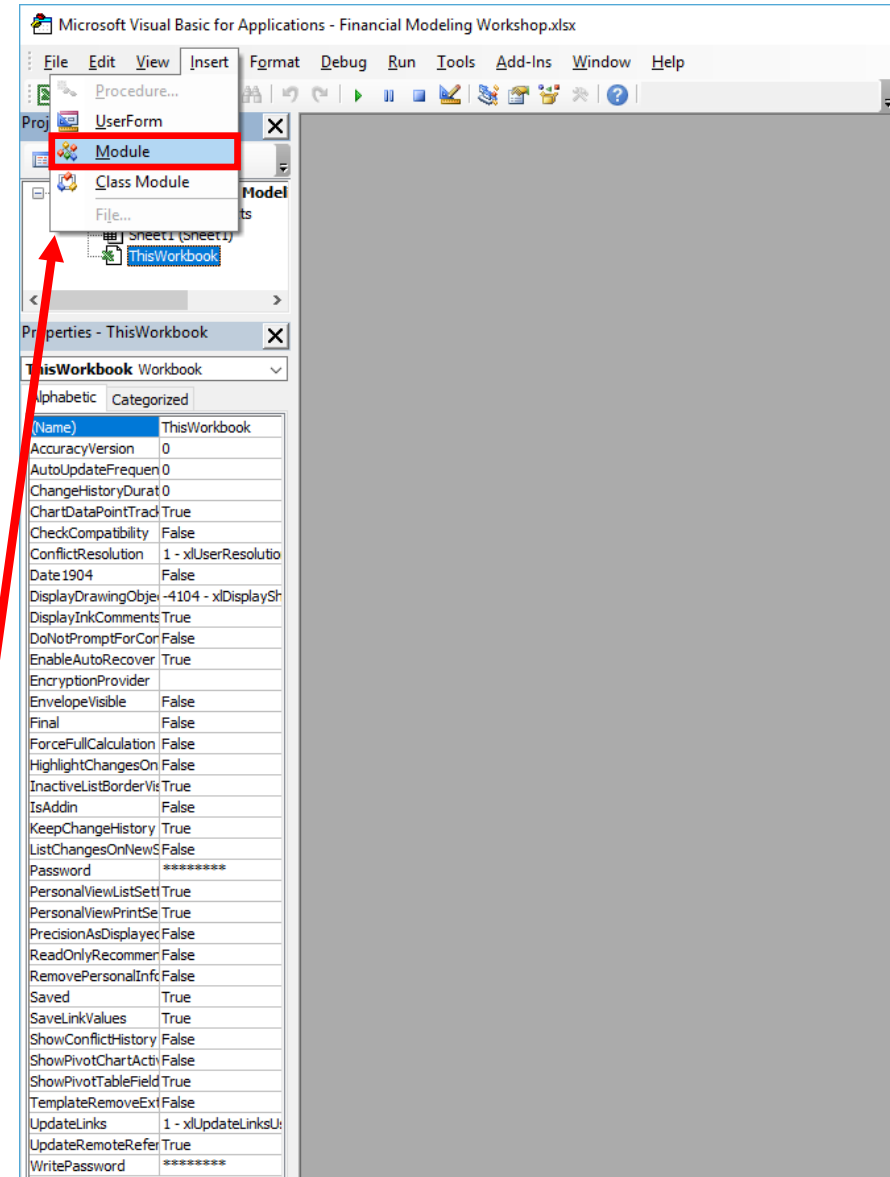 Microsoft Visual Basic for Applications - Financial Modeling Workshop.xlsx
File Edit View Insert Format Debug Run Tools Add-Ins Window Help
Procedure...
Proj
UserForm
Module
Class Module
Model
File...
ts
Sheet1 (Sheet1)
ThisWorkbook
Properties - ThisWorkbook
ThisWorkbook Workbook
Alphabetic Categorized
(Name) ThisWorkbook
AccuracyVersion 0
AutoUpdateFrequen 0
ChangeHistoryDurat 0
ChartDataPointTrack True
CheckCompatibility False
ConflictResolution 1 - xlUserResolutio
Date1904 False
DisplayDrawingObje -4104 - xlDisplaySh
DisplayInkComments True
DoNotPromptForCon False
EnableAutoRecover True
EncryptionProvider
EnvelopeVisible False
Final False
ForceFullCalculation False
HighlightChangesOn False
InactiveListBorderVis True
IsAddin False
KeepChangeHistory True
ListChangesOnNewS False
Password ********
PersonalViewListSett True
PersonalViewPrintSe True
PrecisionAsDisplayed False
ReadOnlyRecommen False
RemovePersonalInfo False
Saved True
SaveLinkValues True
ShowConflictHistory False
ShowPivotChartActiv False
ShowPivotTableField True
TemplateRemoveExt False
UpdateLinks 1 - xlUpdateLinksU
UpdateRemoteRefer True
WritePassword ********